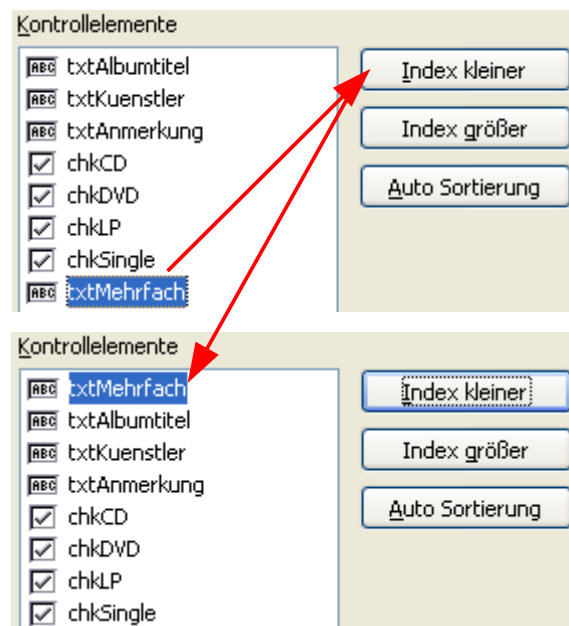 Kontrollelemente
txtAlbumtitel
txtKuenstler
txtAnmerkung
chkCD
chkDVD
chkLP
chkSingle
txtMehrfach
Index kleiner
Index größer
Auto Sortierung
Kontrollelemente
txtMehrfach
txtAlbumtitel
txtKuenstler
txtAnmerkung
chkCD
chkDVD
chkLP
chkSingle
Index kleiner
Index größer
Auto Sortierung